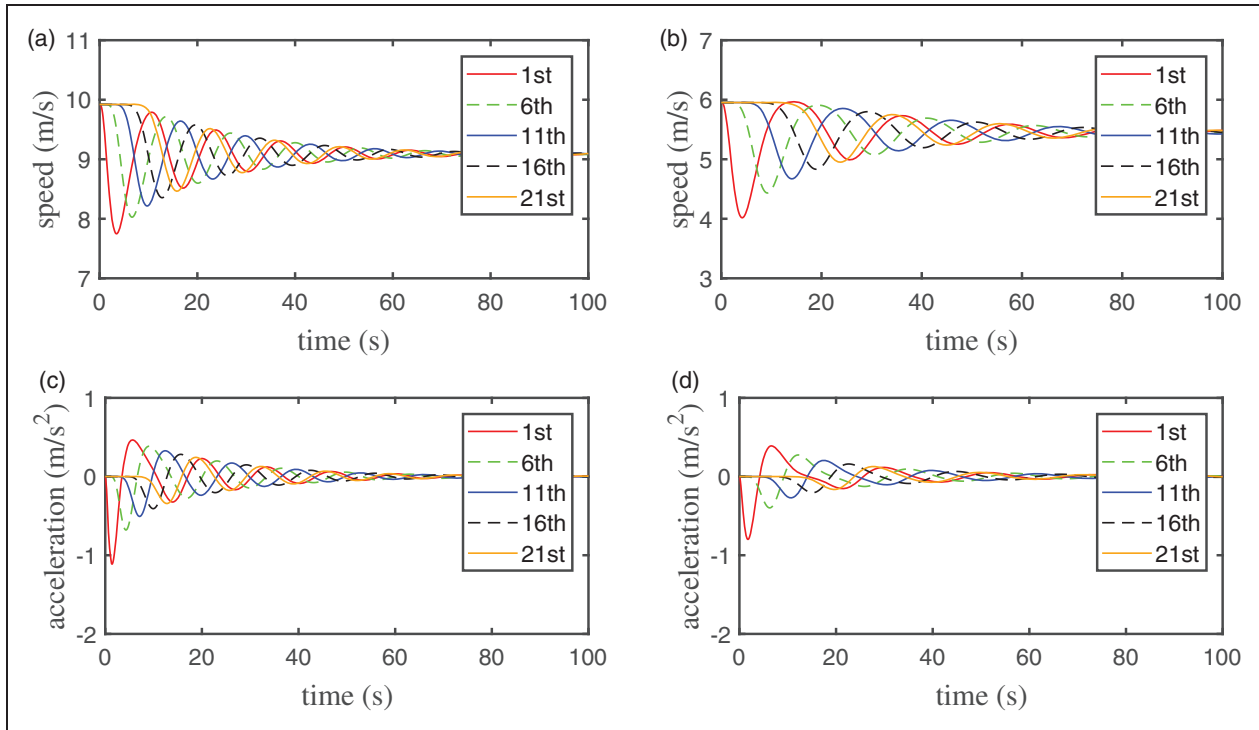 (a)
11
10
9
8
7
speed (m/s)
0 20 40 60 80 100
time (s)
1st
6th
11th
16th
21st
(b)
7
6
5
4
3
speed (m/s)
0 20 40 60 80 100
time (s)
1st
6th
11th
16th
21st
(c)
1
0
-1
-2
acceleration (m/s²)
0 20 40 60 80 100
time (s)
1st
6th
11th
16th
21st
(d)
1
0
-1
-2
acceleration (m/s²)
0 20 40 60 80 100
time (s)
1st
6th
11th
16th
21st